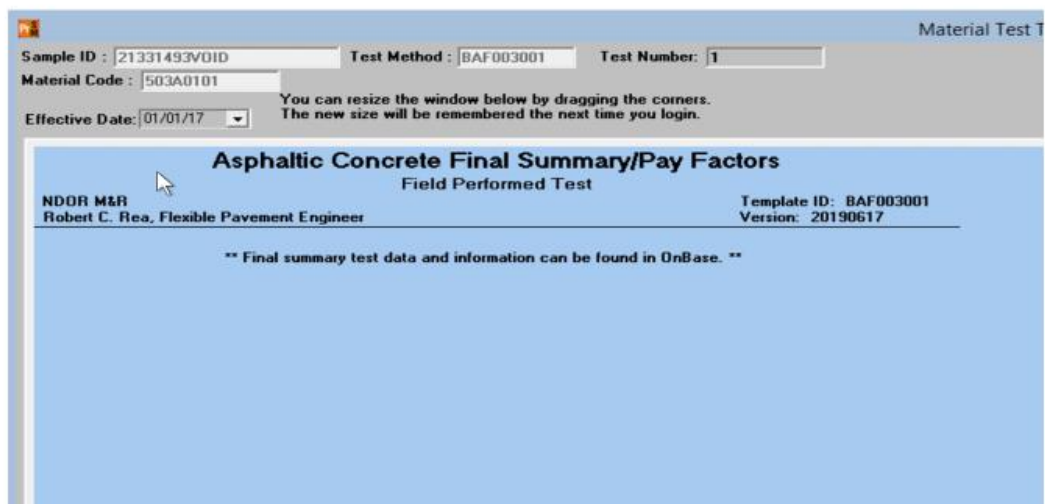 Material Test T
Sample ID : 21331493VOID Test Method : BAF003001 Test Number: 1
Material Code : 503A0101
You can resize the window below by dragging the corners.
Effective Date: 01/01/17 The new size will be remembered the next time you login.
Asphaltic Concrete Final Summary/Pay Factors
Field Performed Test
NDOR M&R Template ID: BAF003001
Robert C. Rea, Flexible Pavement Engineer Version: 20190617
** Final summary test data and information can be found in OnBase. **